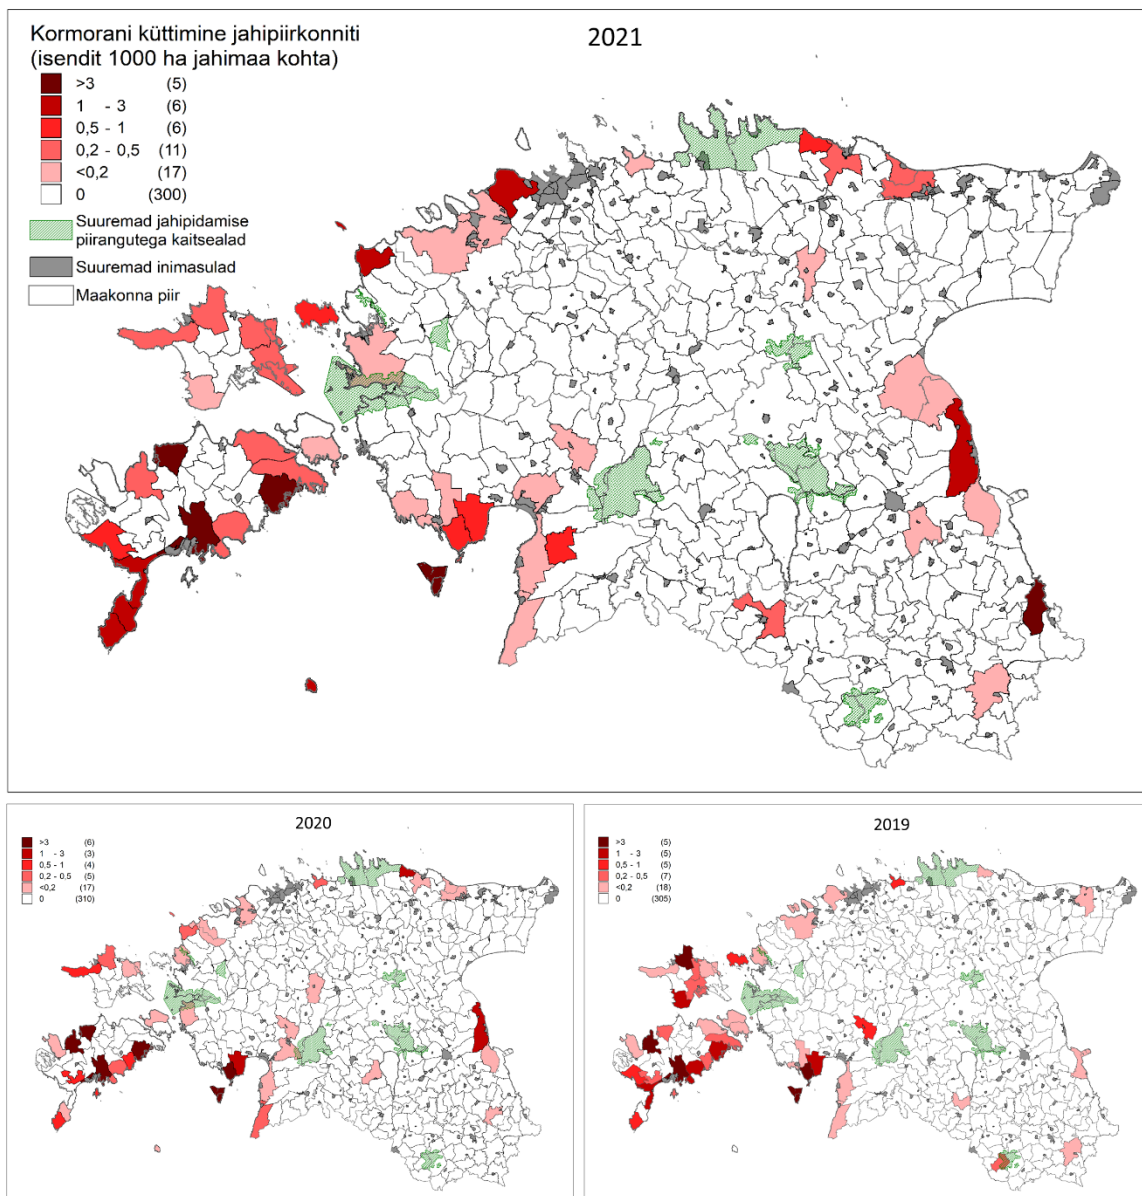 Kormorani küttimine jahipiirkonniti
(isendit 1000 ha jahimaa kohta)
2021
>3 (5)
1 - 3 (6)
0,5 - 1 (6)
0,2 - 0,5 (11)
<0,2 (17)
0 (300)
Suuremad jahipidamise
piirangutega kaitsealad
Suuremad inimasulad
Maakonna piir
2020
>3 (6)
1 - 3 (3)
0,5 - 1 (4)
0,2 - 0,5 (5)
<0,2 (17)
0 (310)
2019
>3 (5)
1 - 3 (5)
0,5 - 1 (5)
0,2 - 0,5 (7)
<0,2 (18)
0 (305)